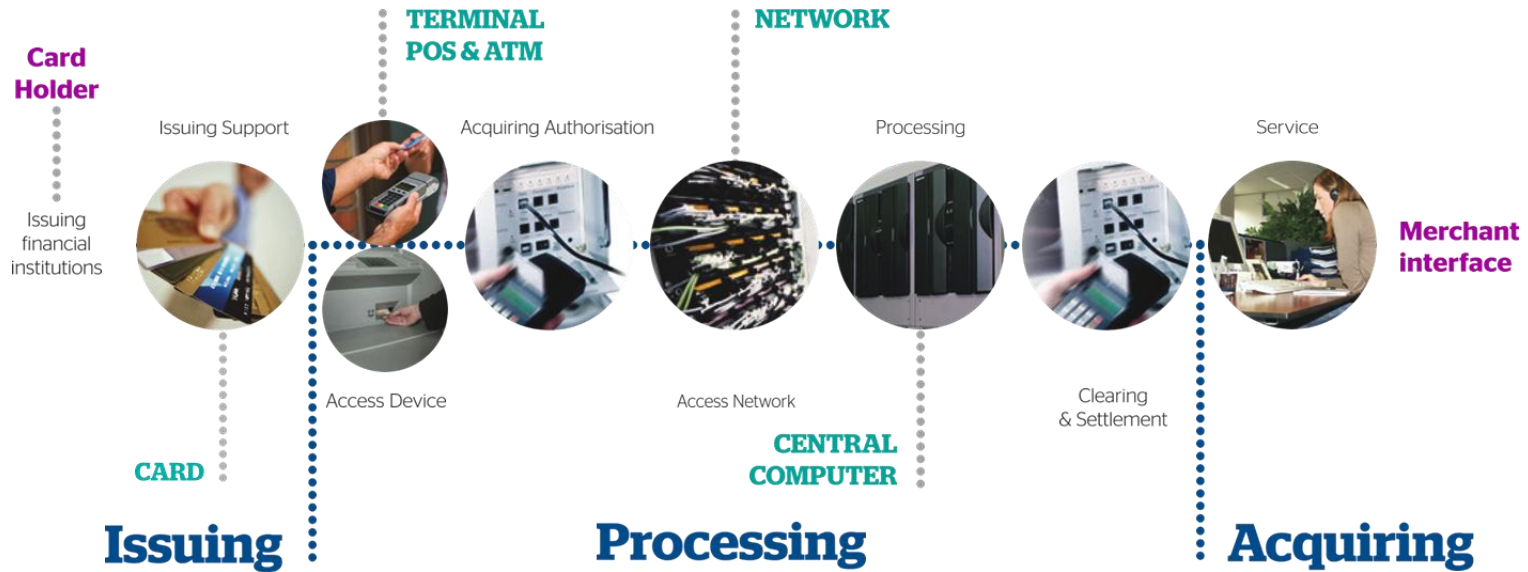 Card
Holder
Issuing
financial
institutions
Issuing Support
CARD
TERMINAL
POS & ATM
Access Device
Acquiring Authorisation
NETWORK
Access Network
Processing
CENTRAL
COMPUTER
Clearing
& Settlement
Service
Merchant
interface
Issuing
Processing
Acquiring